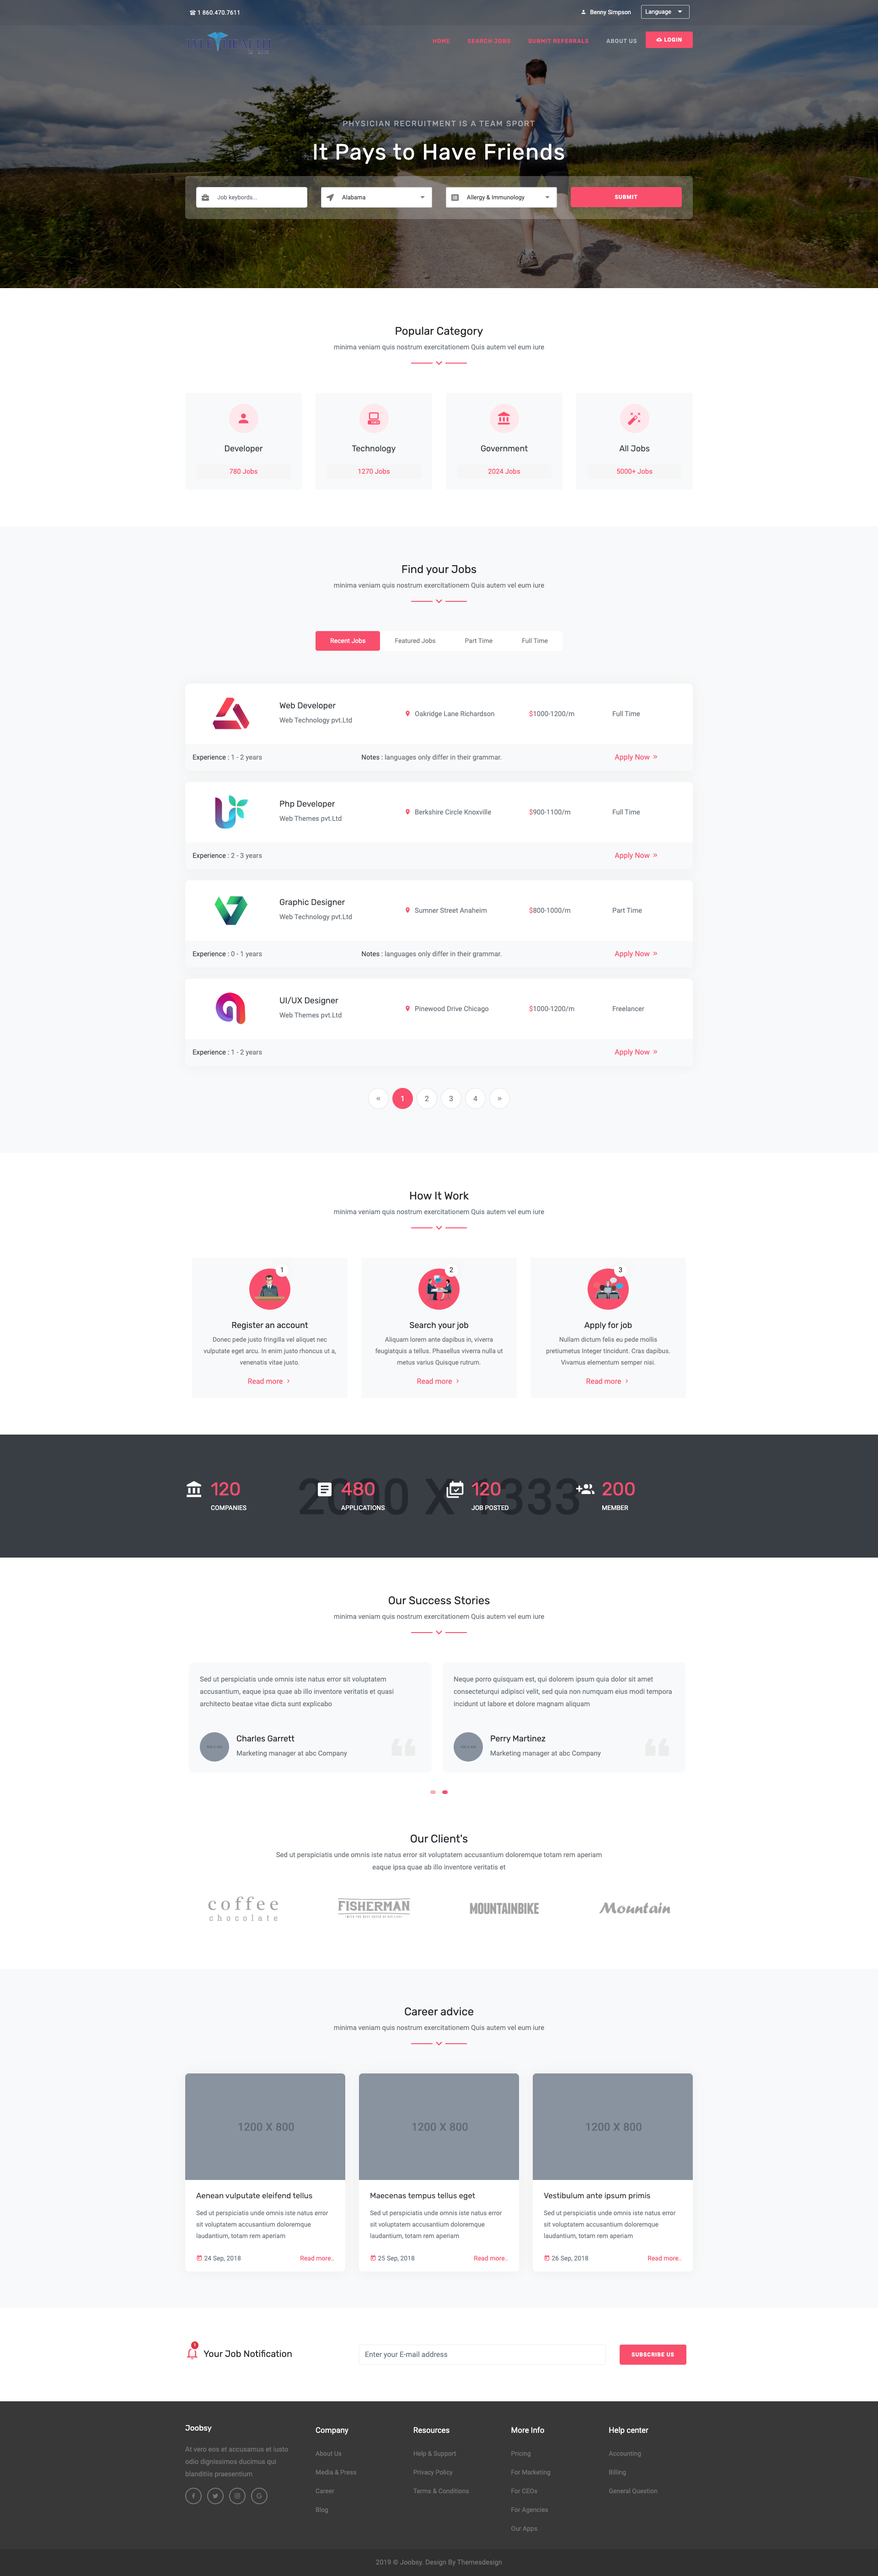 1 860.470.7611
Benny Simpson
Language
HOME
SEARCH JOBS
SUBMIT REFERRALS
ABOUT US
LOGIN
PHYSICIAN RECRUITMENT IS A TEAM SPORT
It Pays to Have Friends
Job keybords...
Alabama
Allergy & Immunology
SUBMIT
Popular Category
minima veniam quis nostrum exercitationem Quis autem vel eum iure
Developer
Technology
Government
All Jobs
780 Jobs
1270 Jobs
2024 Jobs
5000+ Jobs
Find your Jobs
minima veniam quis nostrum exercitationem Quis autem vel eum iure
Recent Jobs
Featured Jobs
Part Time
Full Time
Web Developer
Web Technology pvt.Ltd
Oakridge Lane Richardson
$1000-1200/m
Full Time
Experience : 1 - 2 years
Notes : languages only differ in their grammar.
Apply Now »
Php Developer
Web Themes pvt.Ltd
Berkshire Circle Knoxville
$900-1100/m
Full Time
Experience : 2 - 3 years
Apply Now »
Graphic Designer
Web Technology pvt.Ltd
Sumner Street Anaheim
$800-1000/m
Part Time
Experience : 0 - 1 years
Notes : languages only differ in their grammar.
Apply Now »
UI/UX Designer
Web Themes pvt.Ltd
Pinewood Drive Chicago
$1000-1200/m
Freelancer
Experience : 1 - 2 years
Apply Now »
« 1 2 3 4 »
How It Work
minima veniam quis nostrum exercitationem Quis autem vel eum iure
1
Register an account
Donec pede justo fringilla vel aliquet nec
vulputate eget arcu. In enim justo rhoncus ut a,
venenatis vitae justo.
Read more ›
2
Search your job
Aliquam lorem ante dapibus in, viverra
feugiatquis a tellus. Phasellus viverra nulla ut
metus varius Quisque rutrum.
Read more ›
3
Apply for job
Nullam dictum felis eu pede mollis
pretiumetus Integer tincidunt. Cras dapibus.
Vivamus elementum semper nisi.
Read more ›
2000 X 1333
120
COMPANIES
480
APPLICATIONS
120
JOB POSTED
200
MEMBER
Our Success Stories
minima veniam quis nostrum exercitationem Quis autem vel eum iure
Sed ut perspiciatis unde omnis iste natus error sit voluptatem
accusantium, eaque ipsa quae ab illo inventore veritatis et quasi
architecto beatae vitae dicta sunt explicabo
Charles Garrett
Marketing manager at abc Company
Neque porro quisquam est, qui dolorem ipsum quia dolor sit amet
consecteturqui adipisci velit, sed quia non numquam eius modi tempora
incidunt ut labore et dolore magnam aliquam
Perry Martinez
Marketing manager at abc Company
Our Client's
Sed ut perspiciatis unde omnis iste natus error sit voluptatem accusantium doloremque totam rem aperiam
eaque ipsa quae ab illo inventore veritatis et
coffee
chocolate
FISHERMAN
MOUNTAINBIKE
Mountain
Career advice
minima veniam quis nostrum exercitationem Quis autem vel eum iure
1200 X 800
Aenean vulputate eleifend tellus
Sed ut perspiciatis unde omnis iste natus error
sit voluptatem accusantium doloremque
laudantium, totam rem aperiam
24 Sep, 2018
Read more..
1200 X 800
Maecenas tempus tellus eget
Sed ut perspiciatis unde omnis iste natus error
sit voluptatem accusantium doloremque
laudantium, totam rem aperiam
25 Sep, 2018
Read more..
1200 X 800
Vestibulum ante ipsum primis
Sed ut perspiciatis unde omnis iste natus error
sit voluptatem accusantium doloremque
laudantium, totam rem aperiam
26 Sep, 2018
Read more..
Your Job Notification
Enter your E-mail address
SUBSCRIBE US
Joobsy
At vero eos et accusamus et iusto
odio dignissimos ducimus qui
blanditiis praesentium
Company
About Us
Media & Press
Career
Blog
Resources
Help & Support
Privacy Policy
Terms & Conditions
More Info
Pricing
For Marketing
For CEOs
For Agencies
Our Apps
Help center
Accounting
Billing
General Question
2019 © Joobsy. Design By Themesdesign